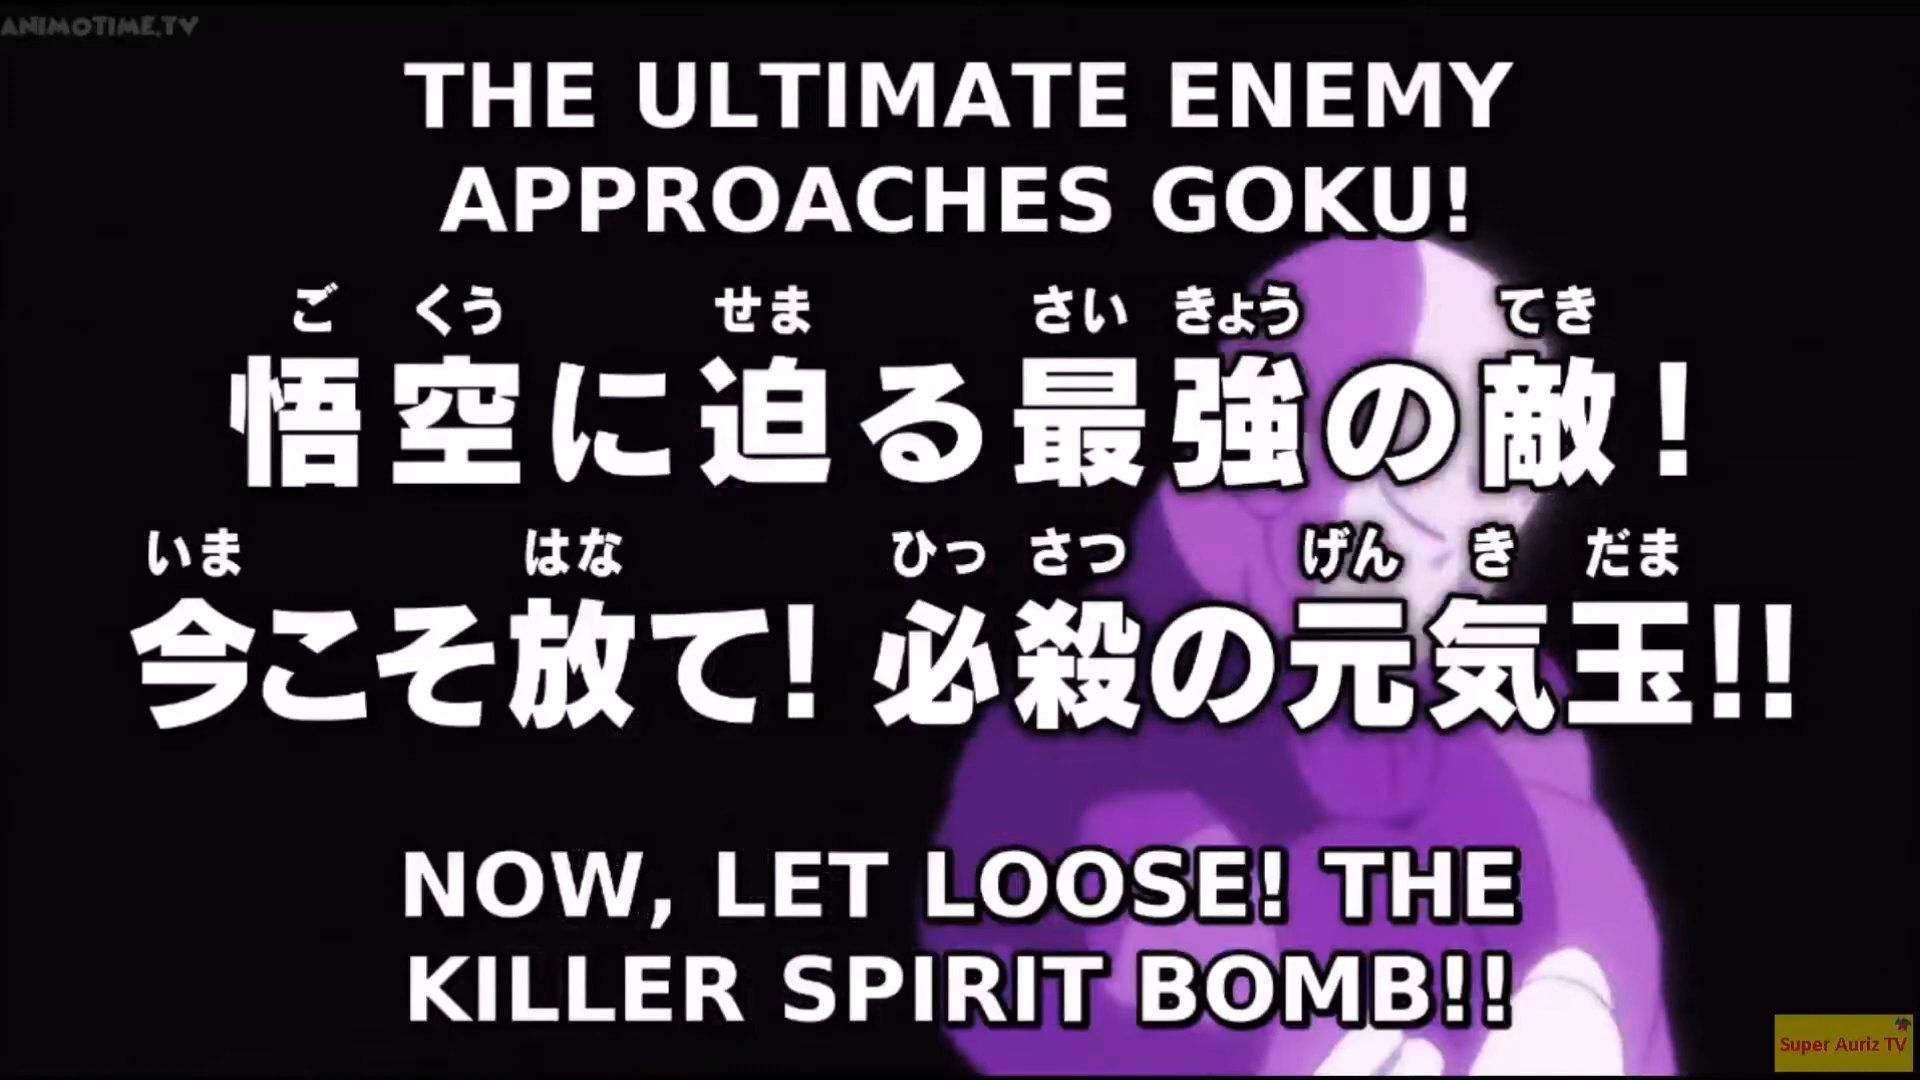 ANIMOTIME.TV
THE ULTIMATE ENEMY
APPROACHES GOKU!
ご くう せま さい きょう てき
悟空に迫る最強の敵!
いま はな ひっ さつ げん き だま
今こそ放て! 必殺の元気玉!!
NOW, LET LOOSE! THE
KILLER SPIRIT BOMB!!
Super Auriz TV